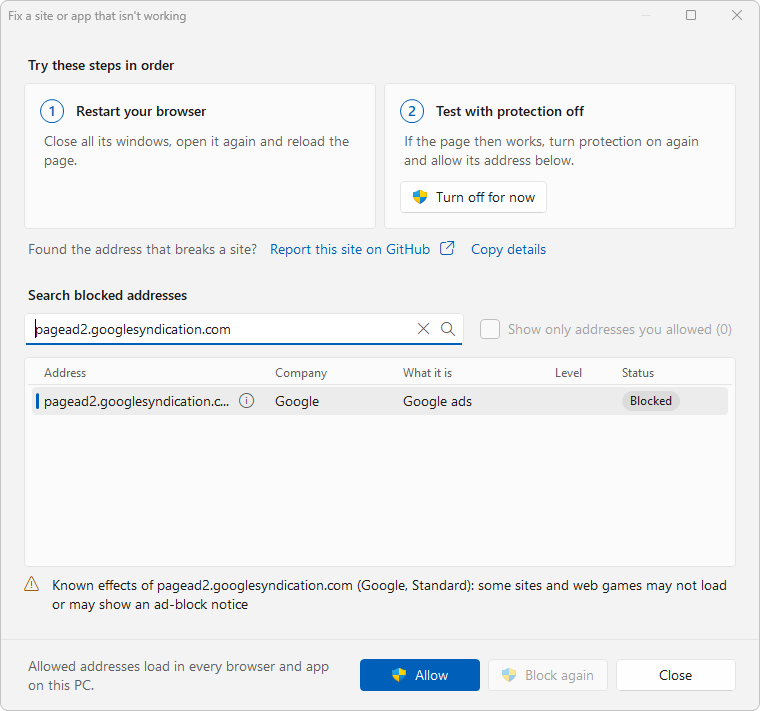 Fix a site or app that isn't working
Try these steps in order
1 Restart your browser
Close all its windows, open it again and reload the
page.
2 Test with protection off
If the page then works, turn protection on again
and allow its address below.
Turn off for now
Found the address that breaks a site? Report this site on GitHub Copy details
Search blocked addresses
pagead2.googlesyndication.com
Show only addresses you allowed (0)
Address Company What it is Level Status
pagead2.googlesyndication.c... Google Google ads Blocked
Known effects of pagead2.googlesyndication.com (Google, Standard): some sites and web games may not load
or may show an ad-block notice
Allowed addresses load in every browser and app
on this PC.
Allow Block again Close